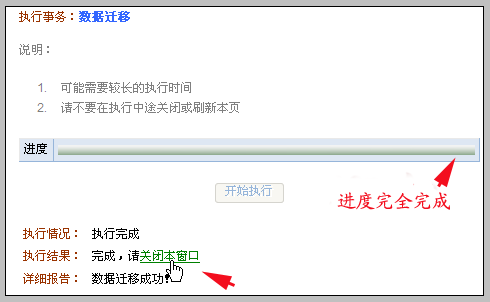 执行事务：数据迁移
说明：
1. 可能需要较长的执行时间
2. 请不要在执行中途关闭或刷新本页
进度
开始执行
进度完全完成
执行情况： 执行完成
执行结果： 完成，请关闭本窗口
详细报告： 数据迁移成功！